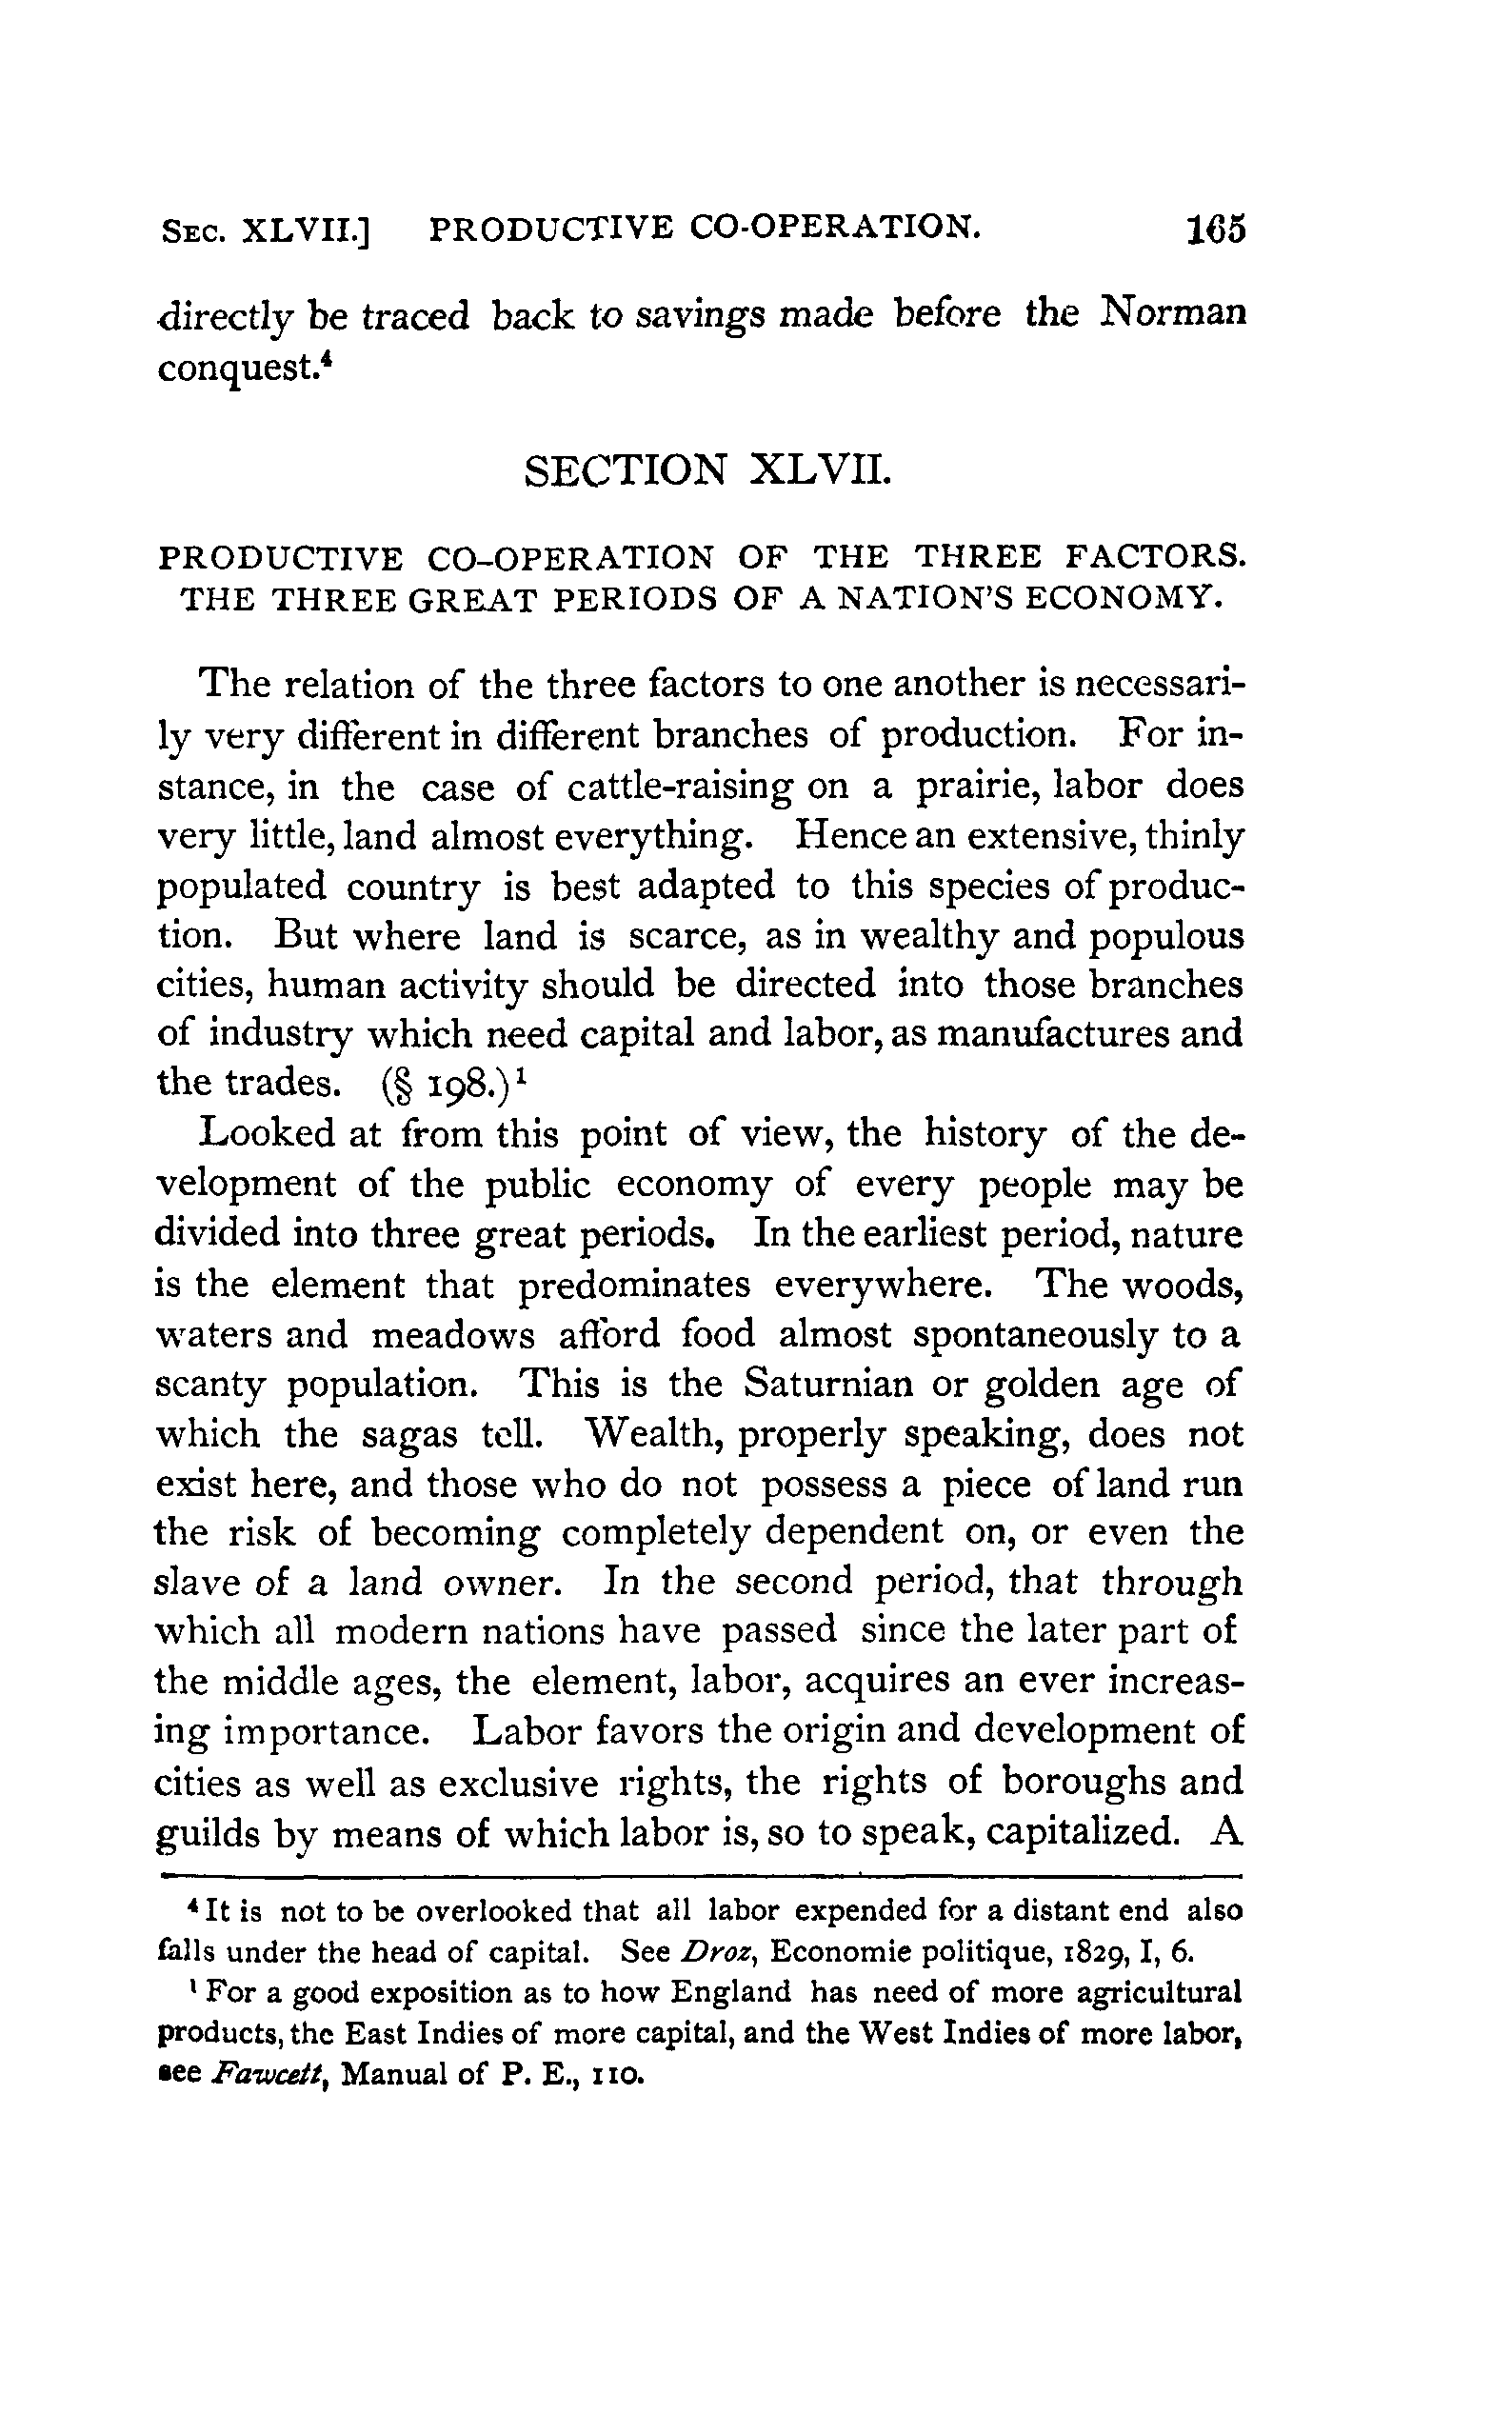 SEC. XLVII.] PRODUCTIVE CO-OPERATION. 165
directly be traced back to savings made before the Norman
conquest.⁴
SECTION XLVII.
PRODUCTIVE CO-OPERATION OF THE THREE FACTORS.
THE THREE GREAT PERIODS OF A NATION'S ECONOMY.
The relation of the three factors to one another is necessari-
ly very different in different branches of production. For in-
stance, in the case of cattle-raising on a prairie, labor does
very little, land almost everything. Hence an extensive, thinly
populated country is best adapted to this species of produc-
tion. But where land is scarce, as in wealthy and populous
cities, human activity should be directed into those branches
of industry which need capital and labor, as manufactures and
the trades. (§ 198.)¹
Looked at from this point of view, the history of the de-
velopment of the public economy of every people may be
divided into three great periods. In the earliest period, nature
is the element that predominates everywhere. The woods,
waters and meadows afford food almost spontaneously to a
scanty population. This is the Saturnian or golden age of
which the sagas tell. Wealth, properly speaking, does not
exist here, and those who do not possess a piece of land run
the risk of becoming completely dependent on, or even the
slave of a land owner. In the second period, that through
which all modern nations have passed since the later part of
the middle ages, the element, labor, acquires an ever increas-
ing importance. Labor favors the origin and development of
cities as well as exclusive rights, the rights of boroughs and
guilds by means of which labor is, so to speak, capitalized. A
⁴ It is not to be overlooked that all labor expended for a distant end also
falls under the head of capital. See Droz, Economie politique, 1829, I, 6.
¹ For a good exposition as to how England has need of more agricultural
products, the East Indies of more capital, and the West Indies of more labor,
see Fawcett, Manual of P. E., 110.